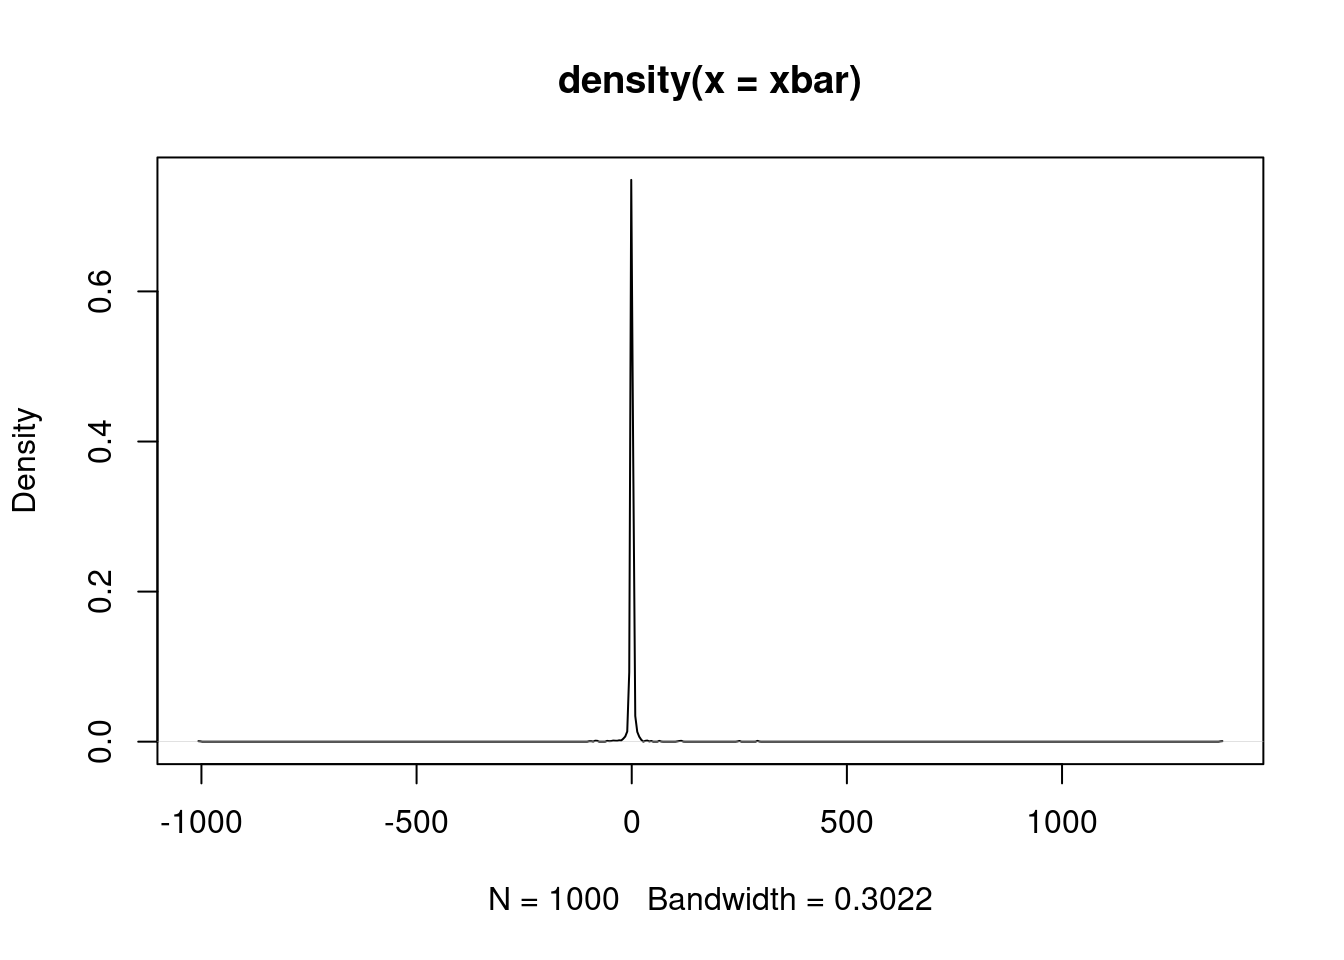 density(x = xbar)
Density
0.0 0.2 0.4 0.6
-1000 -500 0 500 1000
N = 1000 Bandwidth = 0.3022